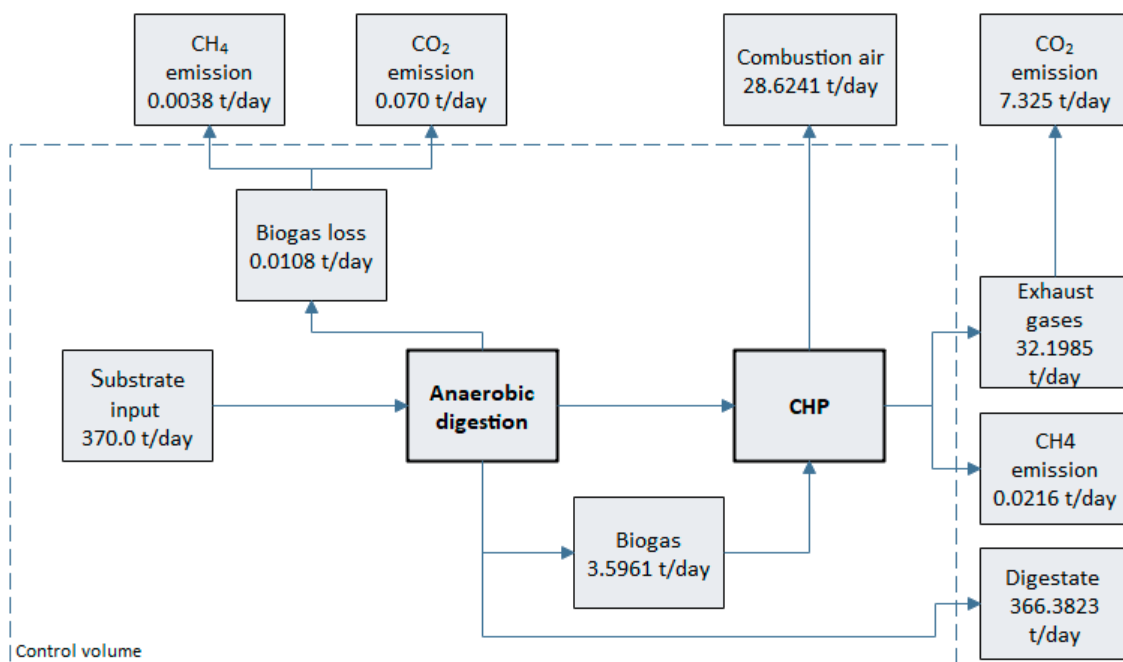 CH₄
emission
0.0038 t/day
CO₂
emission
0.070 t/day
Combustion air
28.6241 t/day
CO₂
emission
7.325 t/day
Biogas loss
0.0108 t/day
Exhaust
gases
32.1985
t/day
Substrate
input
370.0 t/day
Anaerobic
digestion
CHP
CH4
emission
0.0216 t/day
Biogas
3.5961 t/day
Digestate
366.3823
t/day
Control volume